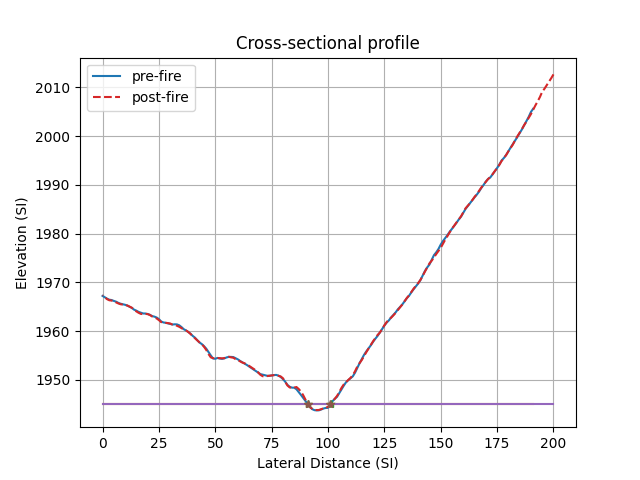 Cross-sectional profile
pre-fire
post-fire
Elevation (SI)
2010
2000
1990
1980
1970
1960
1950
0 25 50 75 100 125 150 175 200
Lateral Distance (SI)